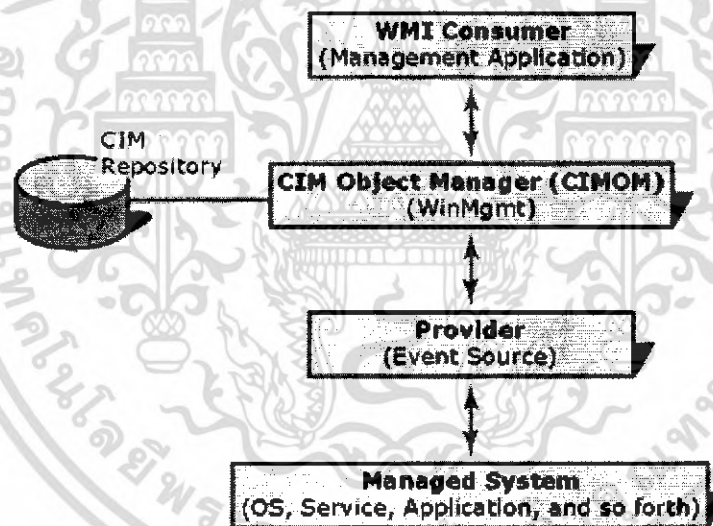 WMI Consumer
(Management Application)
CIM
Repository
CIM Object Manager (CIMOM)
(WinMgmt)
Provider
(Event Source)
Managed System
(OS, Service, Application, and so forth)